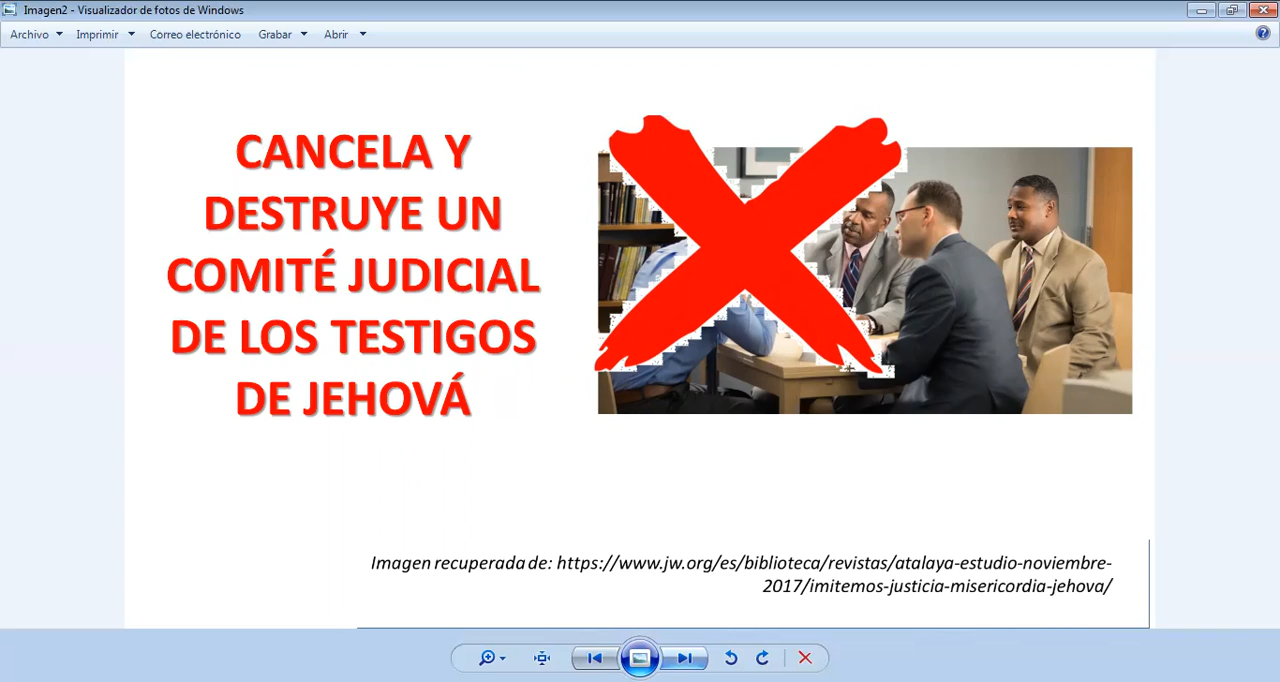 Imagen2 - Visualizador de fotos de Windows
Archivo Imprimir Correo electrónico Grabar Abrir
CANCELA Y
DESTRUYE UN
COMITÉ JUDICIAL
DE LOS TESTIGOS
DE JEHOVÁ
Imagen recuperada de: https://www.jw.org/es/biblioteca/revistas/atalaya-estudio-noviembre-
2017/imitemos-justicia-misericordia-jehova/